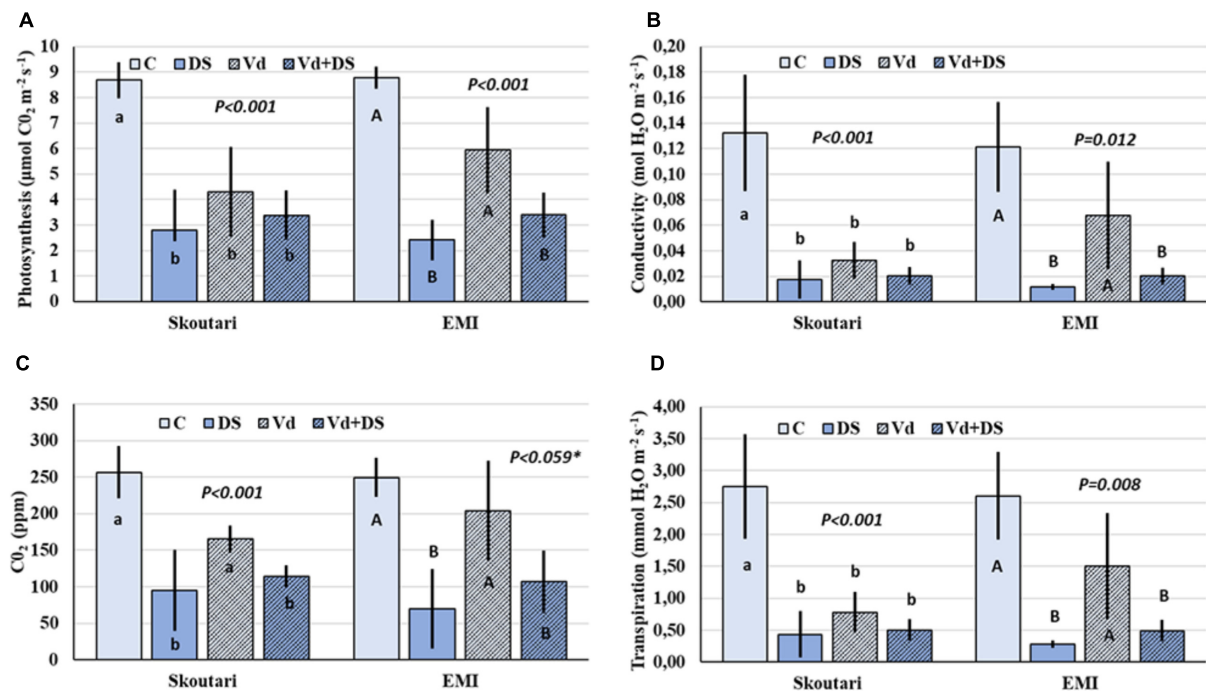 A
Photosynthesis (μmol C0₂ m⁻² s⁻¹)
10
9
8
7
6
5
4
3
2
1
0
C DS Vd Vd+DS
P<0.001
P<0.001
a
b
b
b
A
B
A
B
Skoutari EMI
B
Conductivity (mol H₂O m⁻² s⁻¹)
0,20
0,18
0,16
0,14
0,12
0,10
0,08
0,06
0,04
0,02
0,00
C DS Vd Vd+DS
P<0.001
P=0.012
a
b
b
b
A
B
A
B
Skoutari EMI
C
C0₂ (ppm)
350
300
250
200
150
100
50
0
C DS Vd Vd+DS
P<0.001
P<0.059*
a
b
a
b
A
B
A
B
Skoutari EMI
D
Transpiration (mmol H₂O m⁻² s⁻¹)
4,00
3,50
3,00
2,50
2,00
1,50
1,00
0,50
0,00
C DS Vd Vd+DS
P<0.001
P=0.008
a
b
b
b
A
B
A
B
Skoutari EMI